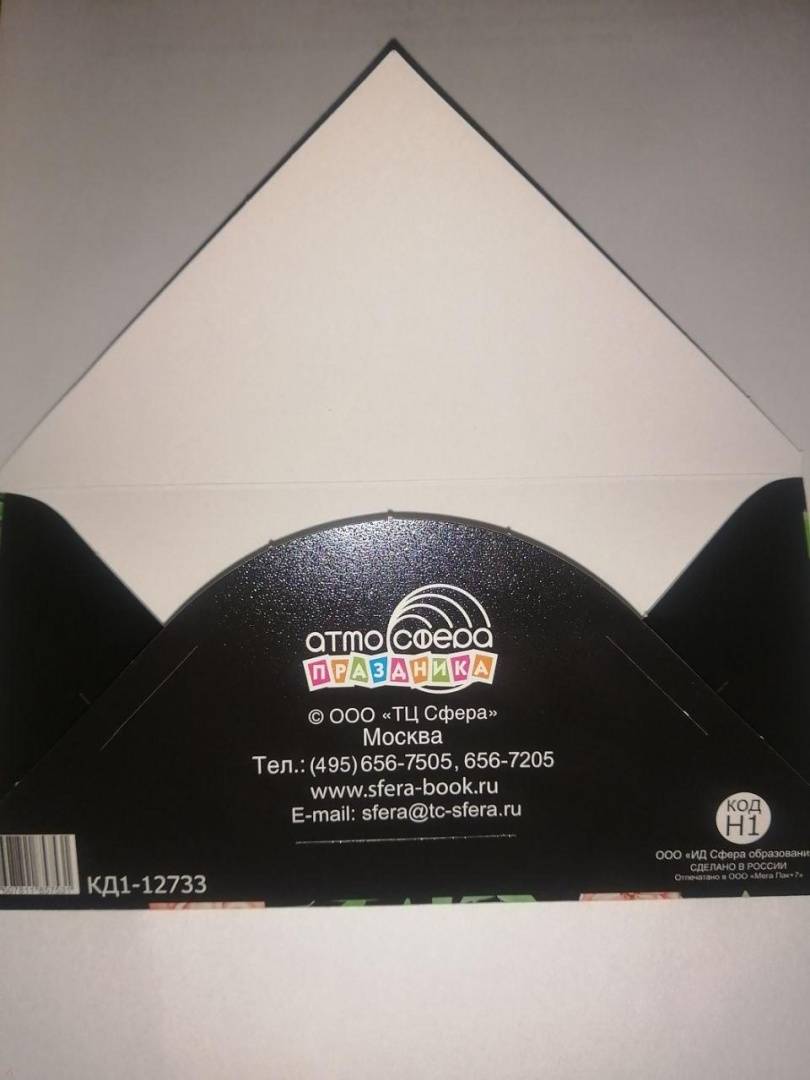 атмосфера
ПРАЗДНИКА
© ООО «ТЦ Сфера»
Москва
Тел.: (495) 656-7505, 656-7205
www.sfera-book.ru
E-mail: sfera@tc-sfera.ru
КОД
Н1
ООО «ИД Сфера образовани
СДЕЛАНО В РОССИИ
Отпечатано в ООО «Мега Пак+7»
КД1-12733